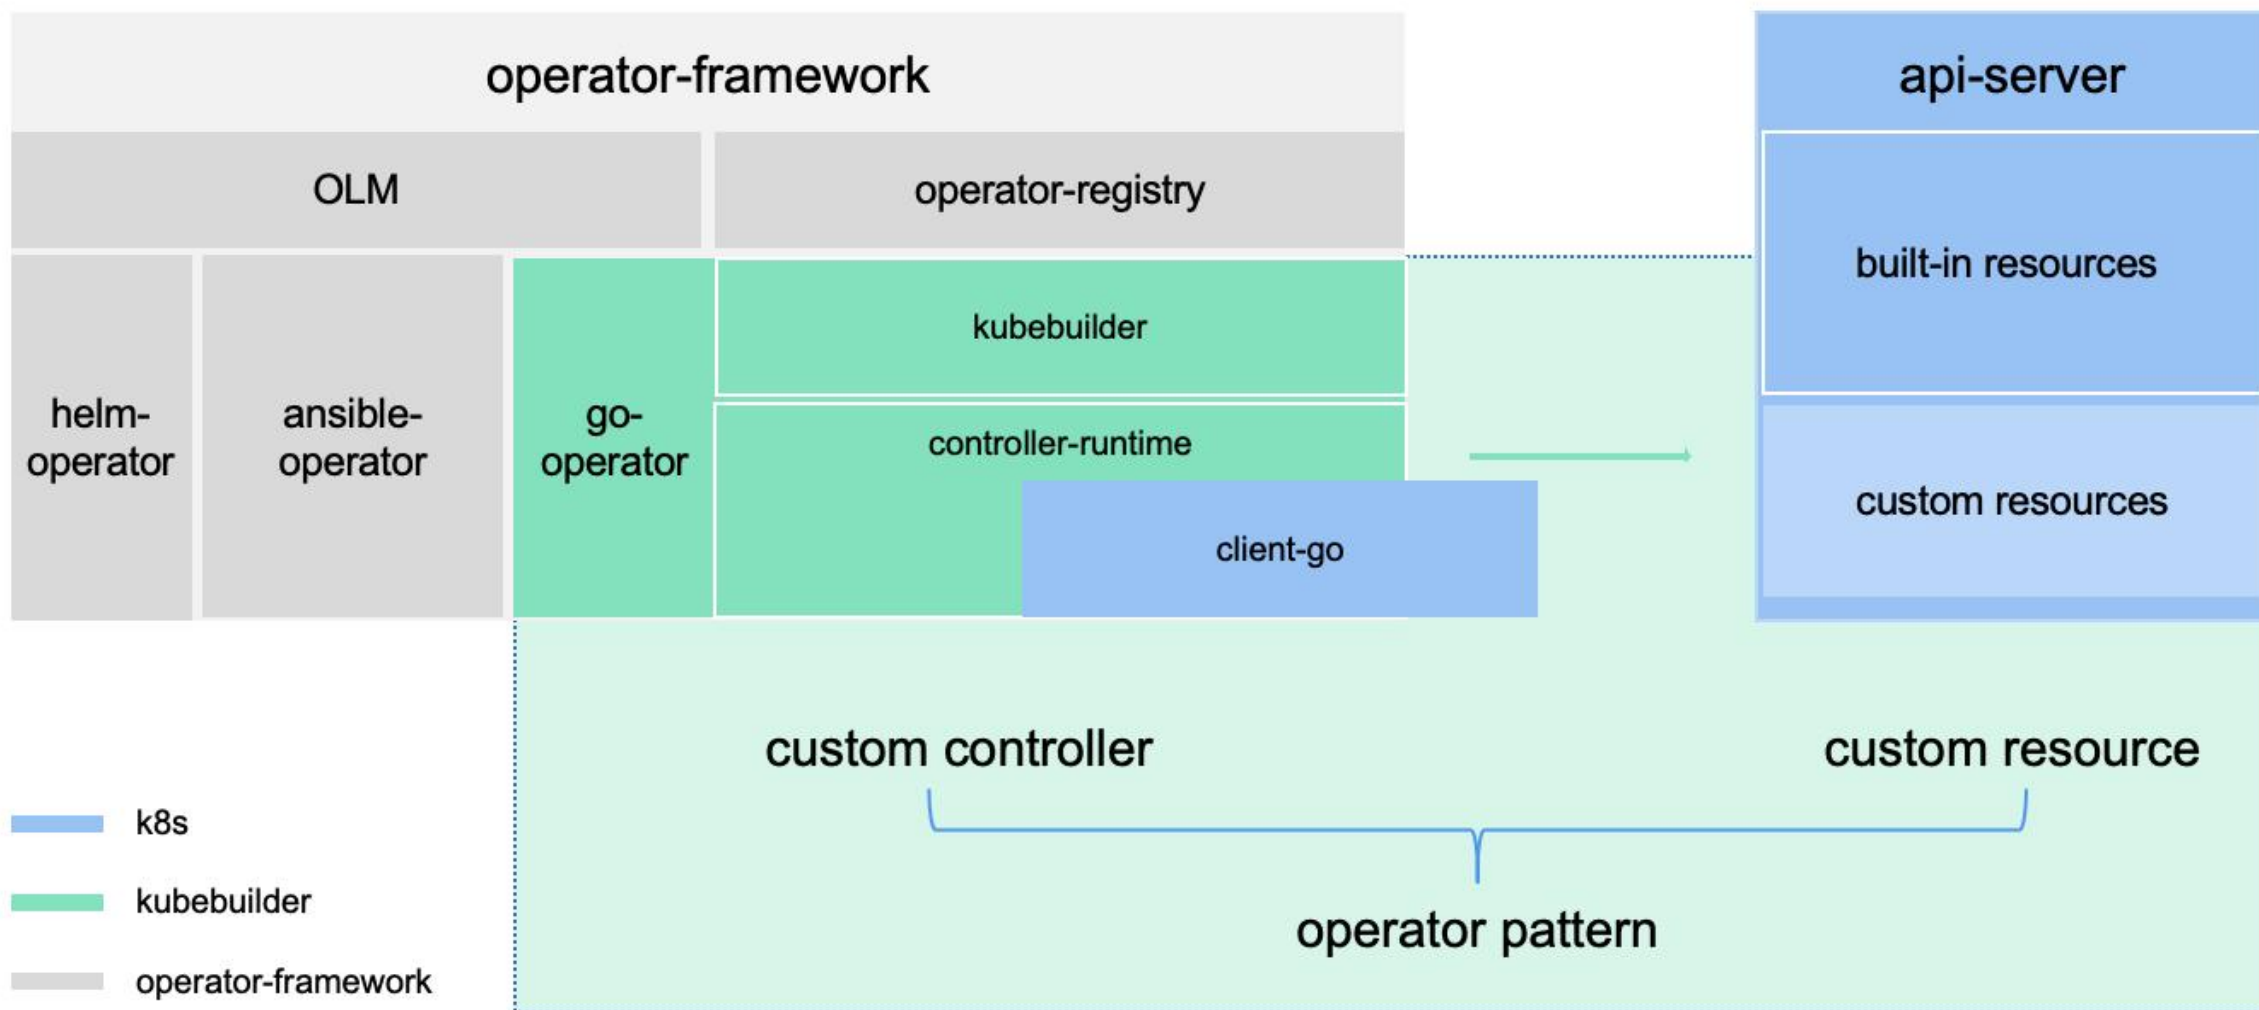 operator-framework
api-server
OLM
operator-registry
built-in resources
kubebuilder
helm-
operator
ansible-
operator
go-
operator
controller-runtime
custom resources
client-go
custom controller
custom resource
k8s
kubebuilder
operator pattern
operator-framework